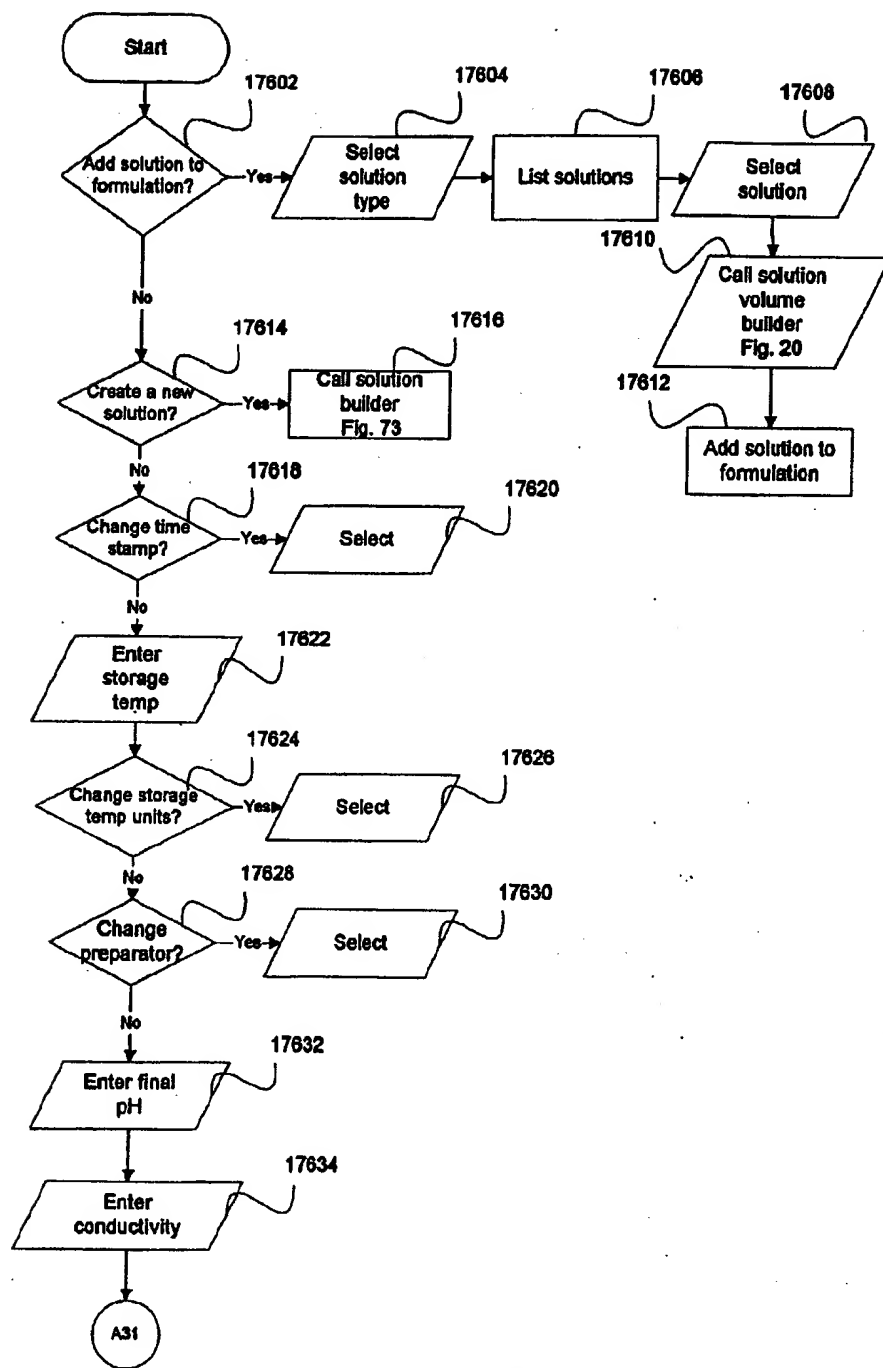 Start
17602
17604
17606
17608
Add solution to
formulation?
Yes
Select
solution
type
List solutions
Select
solution
17610
Call solution
volume
builder
Fig. 20
17612
Add solution to
formulation
No
17614
17616
Create a new
solution?
Yes
Call solution
builder
Fig. 73
No
17618
17620
Change time
stamp?
Yes
Select
No
17622
Enter
storage
temp
17624
17626
Change storage
temp units?
Yes
Select
No
17628
17630
Change
preparator?
Yes
Select
No
17632
Enter final
pH
17634
Enter
conductivity
A31